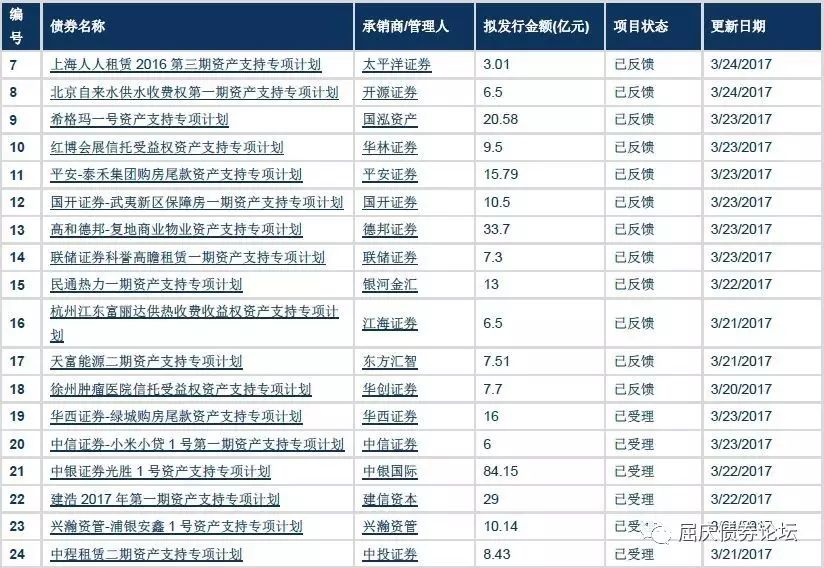 编号 债券名称 承销商/管理人 拟发行金额(亿元) 项目状态 更新日期
7 上海人人租赁 2016 第三期资产支持专项计划 太平洋证券 3.01 已反馈 3/24/2017
8 北京自来水供水收费权第一期资产支持专项计划 开源证券 6.5 已反馈 3/24/2017
9 希格玛一号资产支持专项计划 国泓资产 20.58 已反馈 3/23/2017
10 红博会展信托受益权资产支持专项计划 华林证券 9.5 已反馈 3/23/2017
11 平安-泰禾集团购房尾款资产支持专项计划 平安证券 15.79 已反馈 3/23/2017
12 国开证券-武夷新区保障房一期资产支持专项计划 国开证券 10.5 已反馈 3/23/2017
13 高和德邦-复地商业物业资产支持专项计划 德邦证券 33.7 已反馈 3/23/2017
14 联储证券科誉高瞻租赁一期资产支持专项计划 联储证券 7.3 已反馈 3/23/2017
15 民通热力一期资产支持专项计划 银河金汇 13 已反馈 3/22/2017
16 杭州江东富丽达供热收费收益权资产支持专项计划 江海证券 6.5 已反馈 3/21/2017
17 天富能源二期资产支持专项计划 东方汇智 7.51 已反馈 3/21/2017
18 徐州肿瘤医院信托受益权资产支持专项计划 华创证券 7.7 已反馈 3/20/2017
19 华西证券-绿城购房尾款资产支持专项计划 华西证券 16 已受理 3/23/2017
20 中信证券-小米小贷 1 号第一期资产支持专项计划 中信证券 6 已受理 3/23/2017
21 中银证券光胜 1 号资产支持专项计划 中银国际 84.15 已受理 3/22/2017
22 建浩 2017 年第一期资产支持专项计划 建信资本 29 已受理 3/22/2017
23 兴瀚资管-浦银安鑫 1 号资产支持专项计划 兴瀚资管 10.14 已受
屈庆债券论坛
24 中程租赁二期资产支持专项计划 中投证券 8.43 已受理 3/21/2017